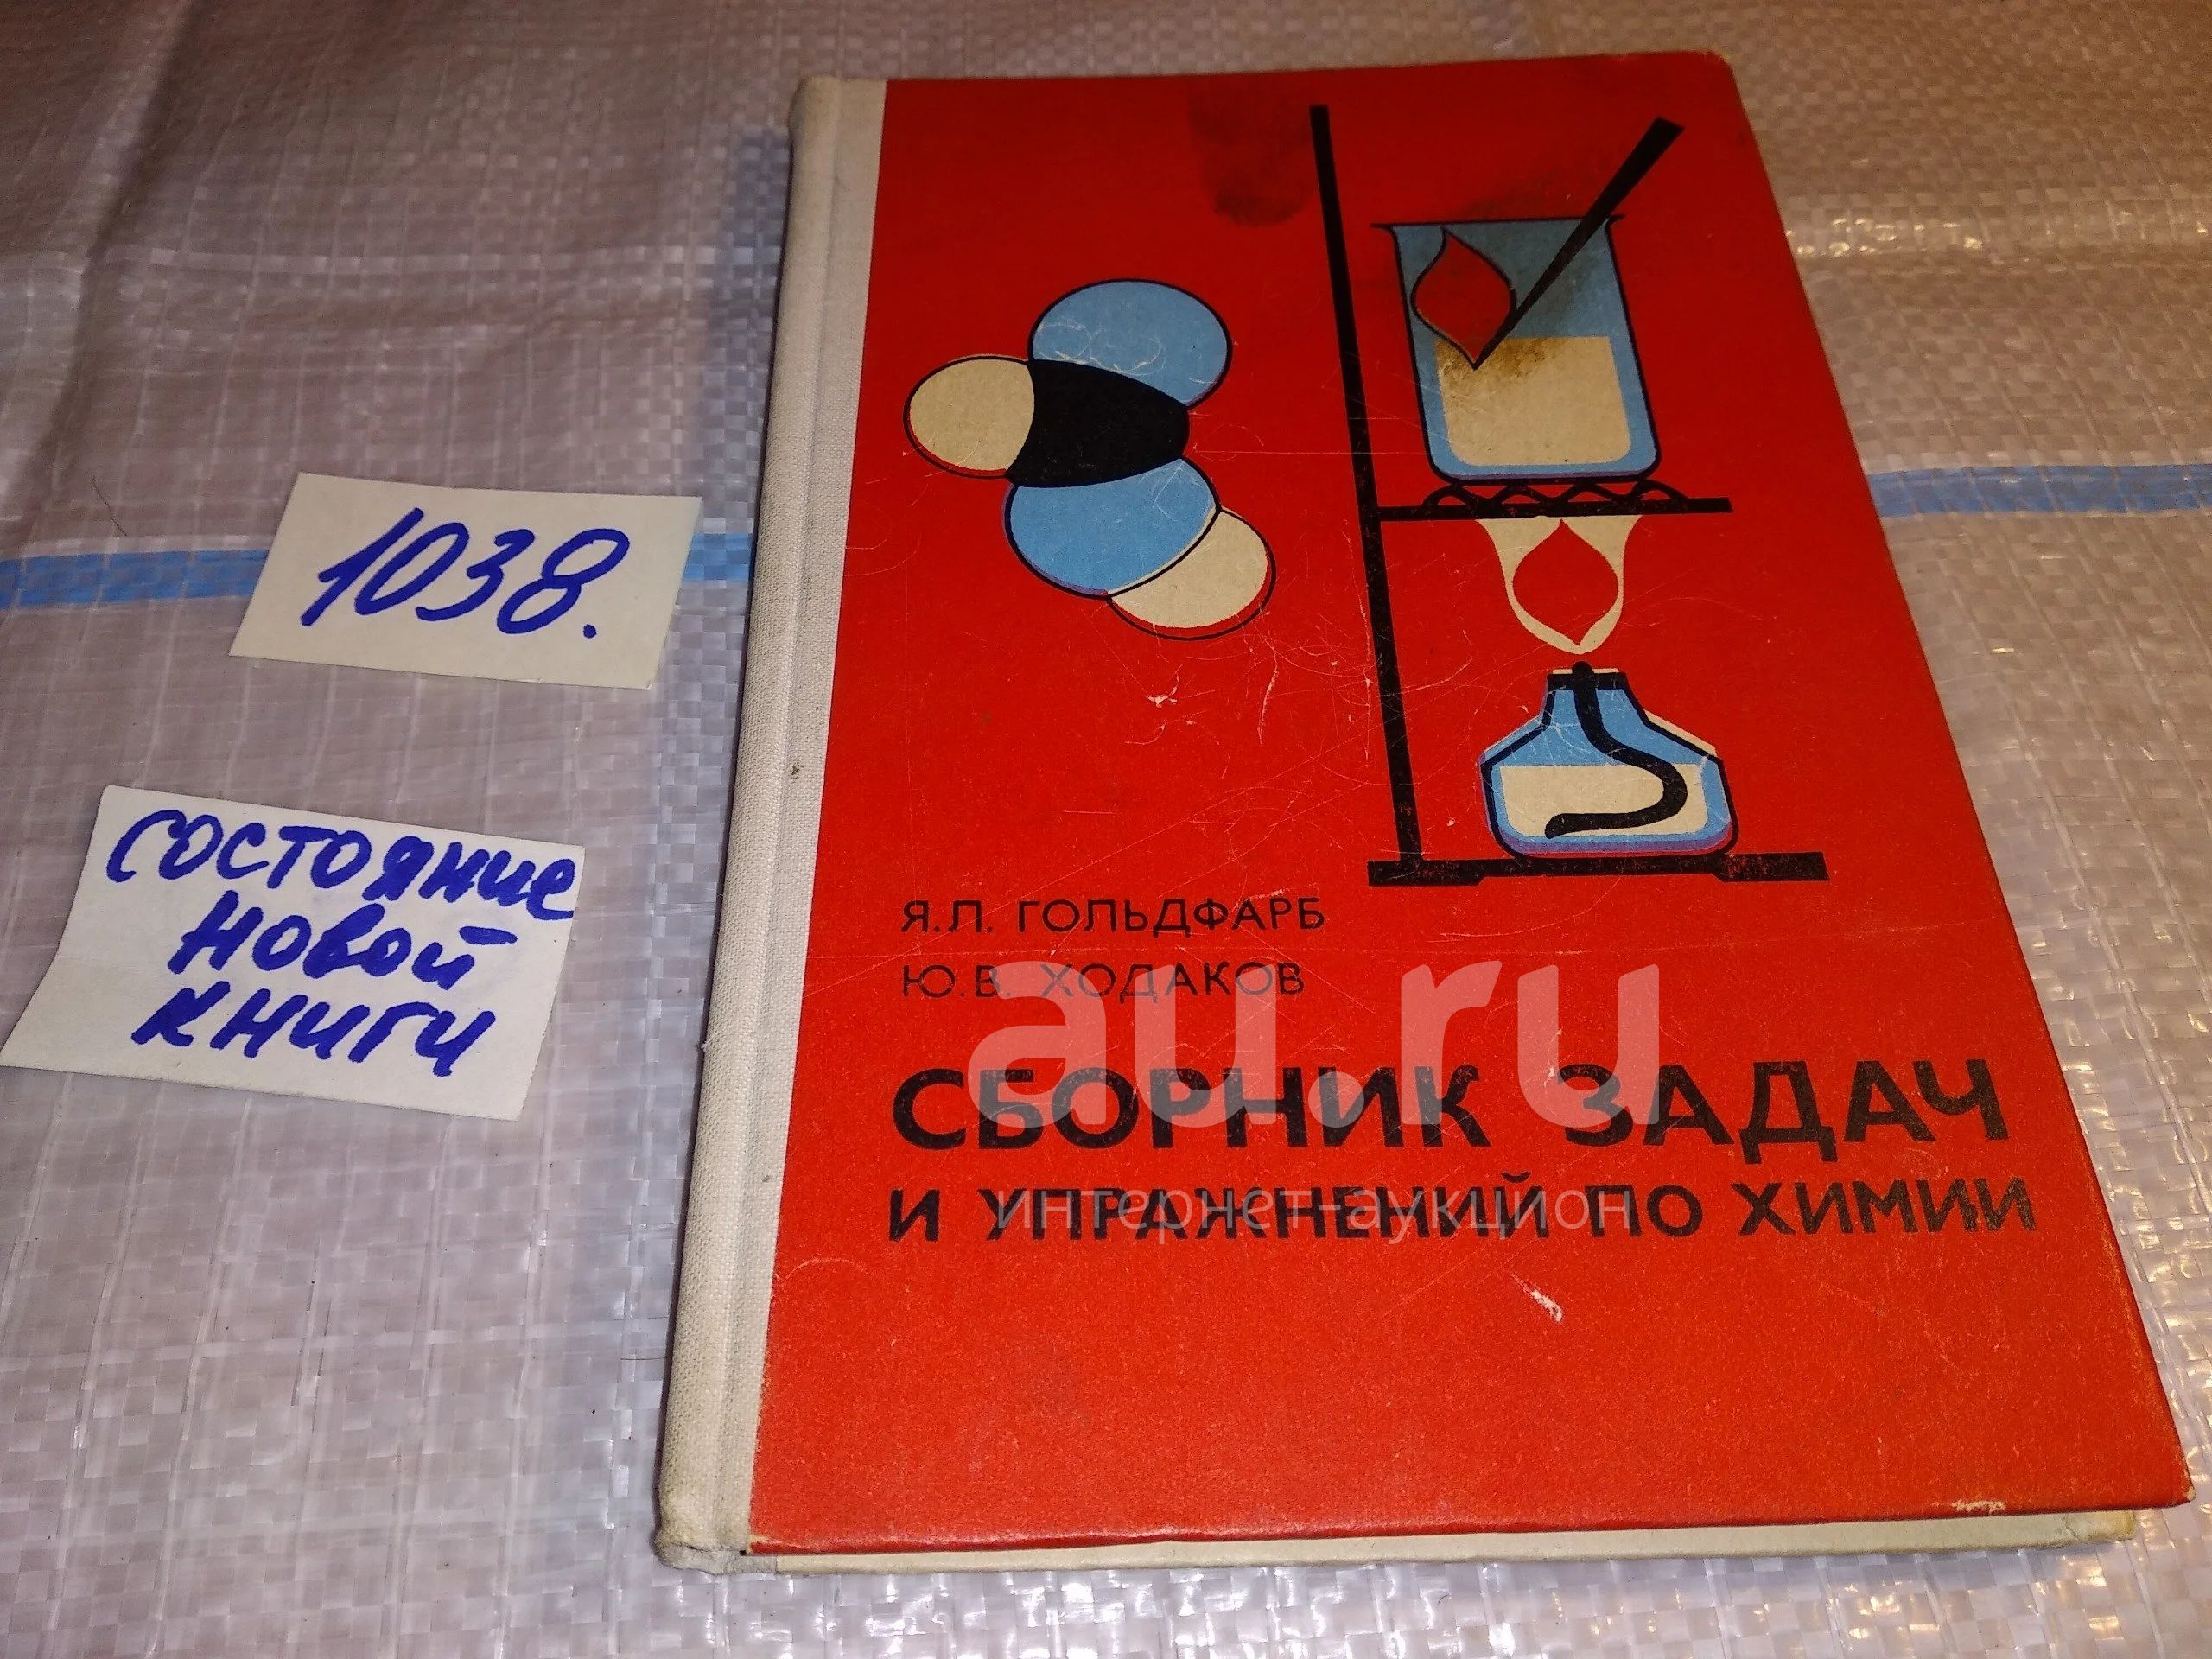 1038.
состояние
новой
книги
Я.Л. ГОЛЬДФАРБ
Ю.В. ХОДАКОВ
au.ru
СБОРНИК ЗАДАЧ
интернет-аукцион
И УПРАЖНЕНИЙ ПО ХИМИИ